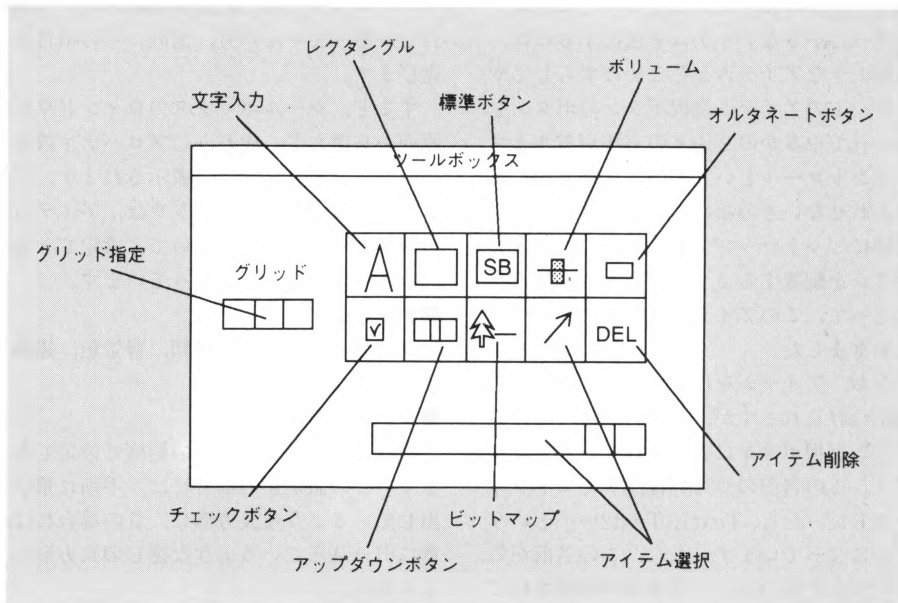 レクタングル
ボリューム
文字入力
標準ボタン
オルタネートボタン
ツールボックス
グリッド指定
グリッド
A
SB
DEL
アイテム削除
チェックボタン
ビットマップ
アップダウンボタン
アイテム選択